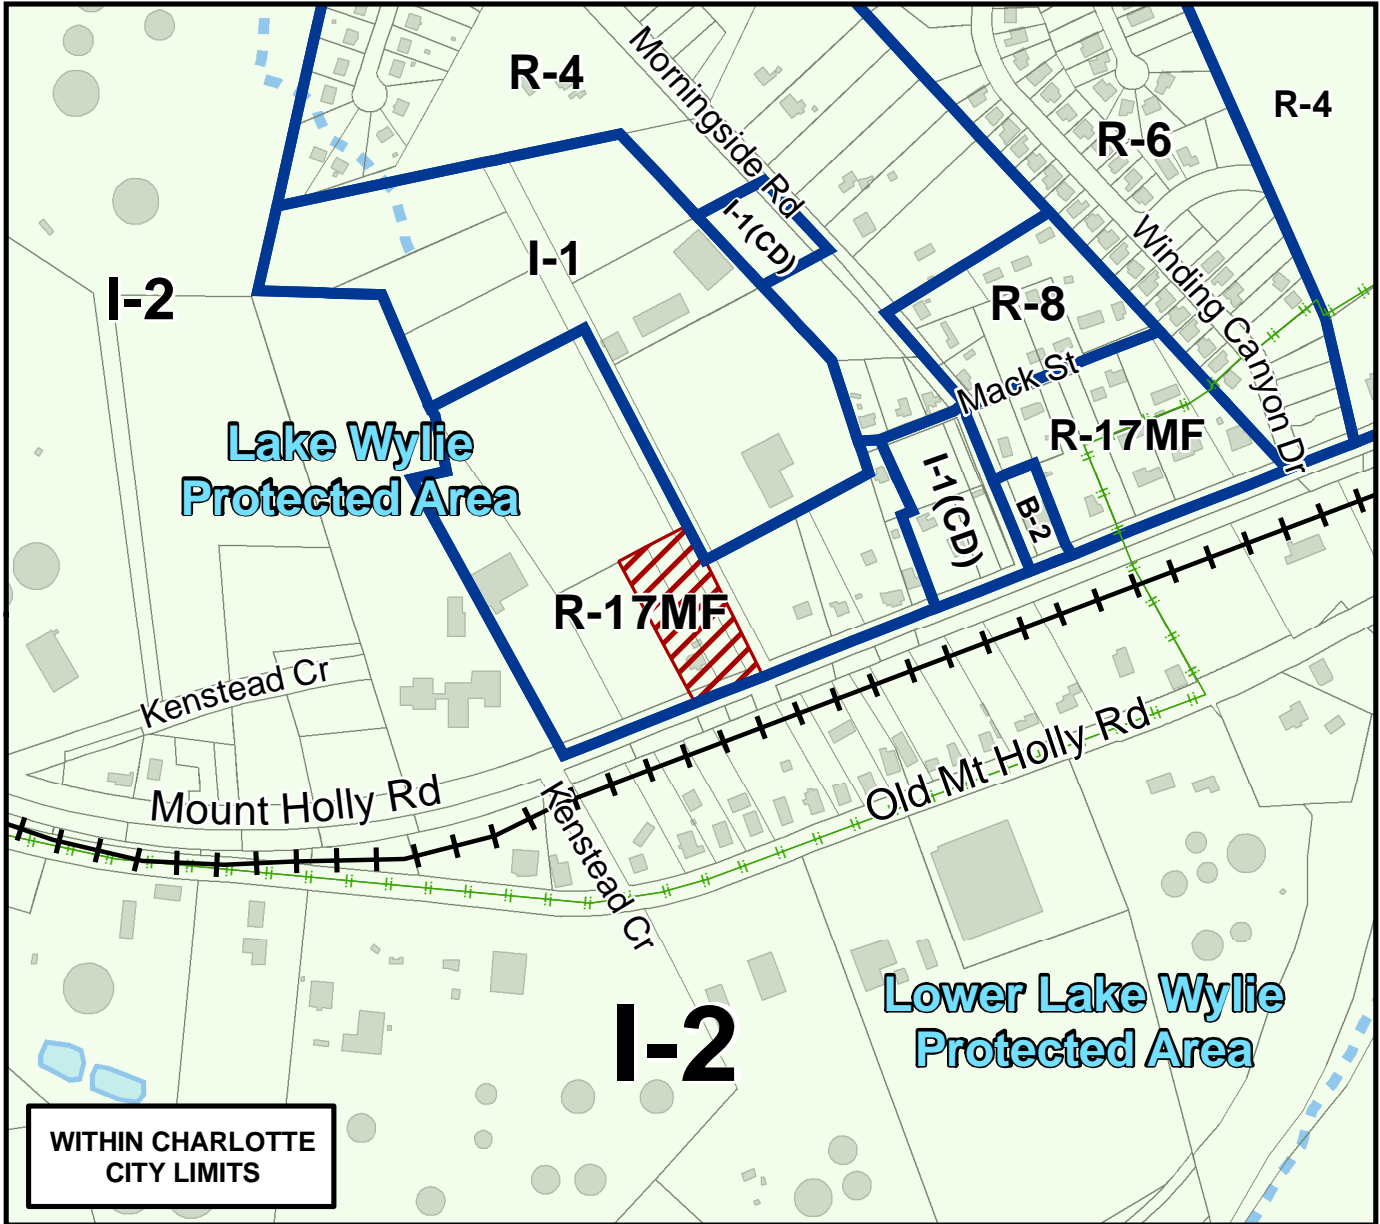 R-4
Morningside Rd
R-4
R-6
I-1(CD)
Winding Canyon Dr
I-1
I-2
R-8
Mack St
Lake Wylie
Protected Area
R-17MF
I-1(CD)
B-2
R-17MF
Kenstead Cr
Mount Holly Rd
Old Mt Holly Rd
Kenstead Cr
Lower Lake Wylie
Protected Area
I-2
WITHIN CHARLOTTE
CITY LIMITS